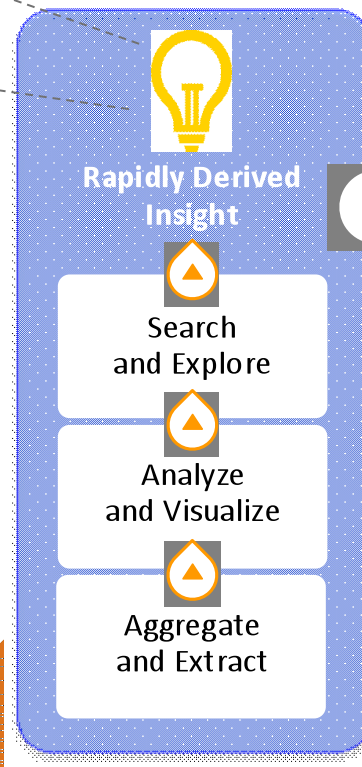 Rapidly Derived
Insight
Search
and Explore
Analyze
and Visualize
Aggregate
and Extract